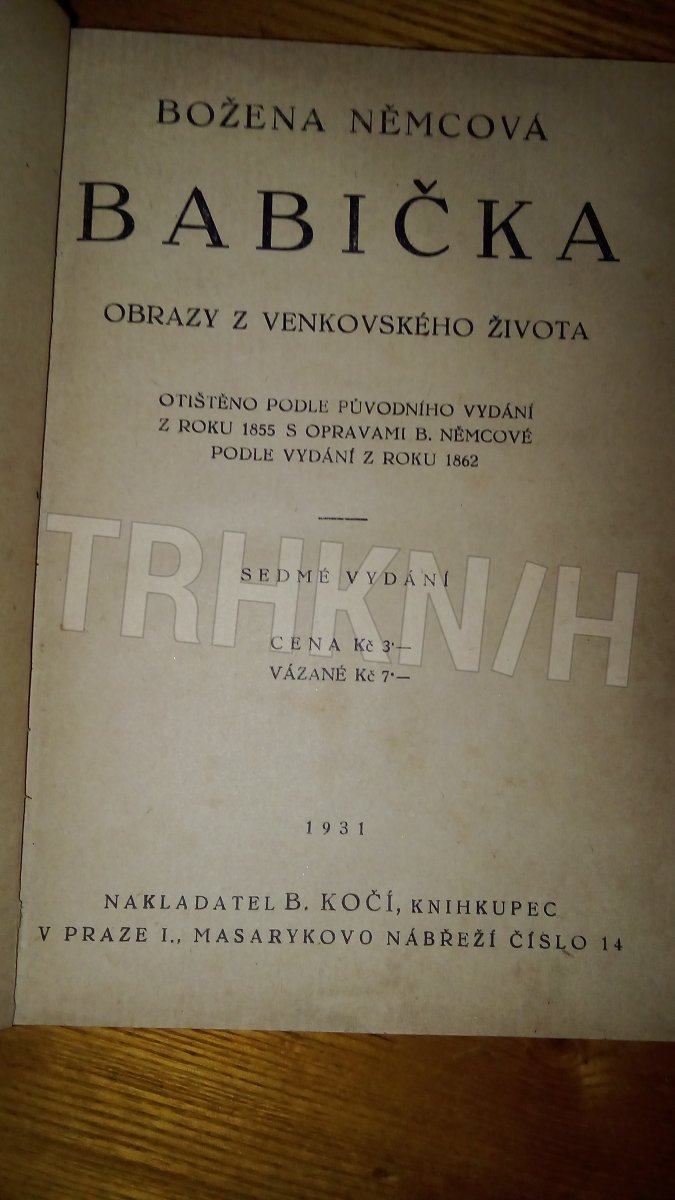 BOŽENA NĚMCOVÁ
BABIČKA
OBRAZY Z VENKOVSKÉHO ŽIVOTA
OTIŠTĚNO PODLE PŮVODNÍHO VYDÁNÍ
Z ROKU 1855 S OPRAVAMI B. NĚMCOVÉ
PODLE VYDÁNÍ Z ROKU 1862
TRHKNIH
SEDMÉ VYDÁNÍ
CENA Kč 3·—
VÁZANÉ Kč 7·—
1931
NAKLADATEL B. KOČÍ, KNIHKUPEC
V PRAZE I., MASARYKOVO NÁBŘEŽÍ ČÍSLO 14